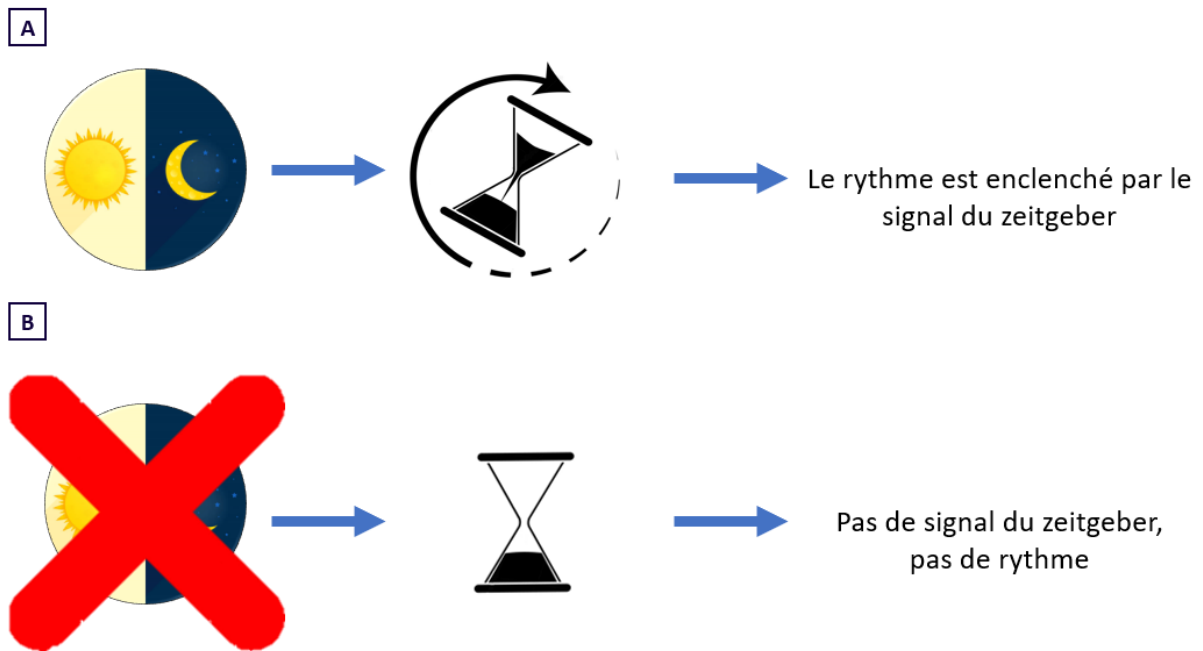 A
Le rythme est enclenché par le
signal du zeitgeber
B
Pas de signal du zeitgeber,
pas de rythme